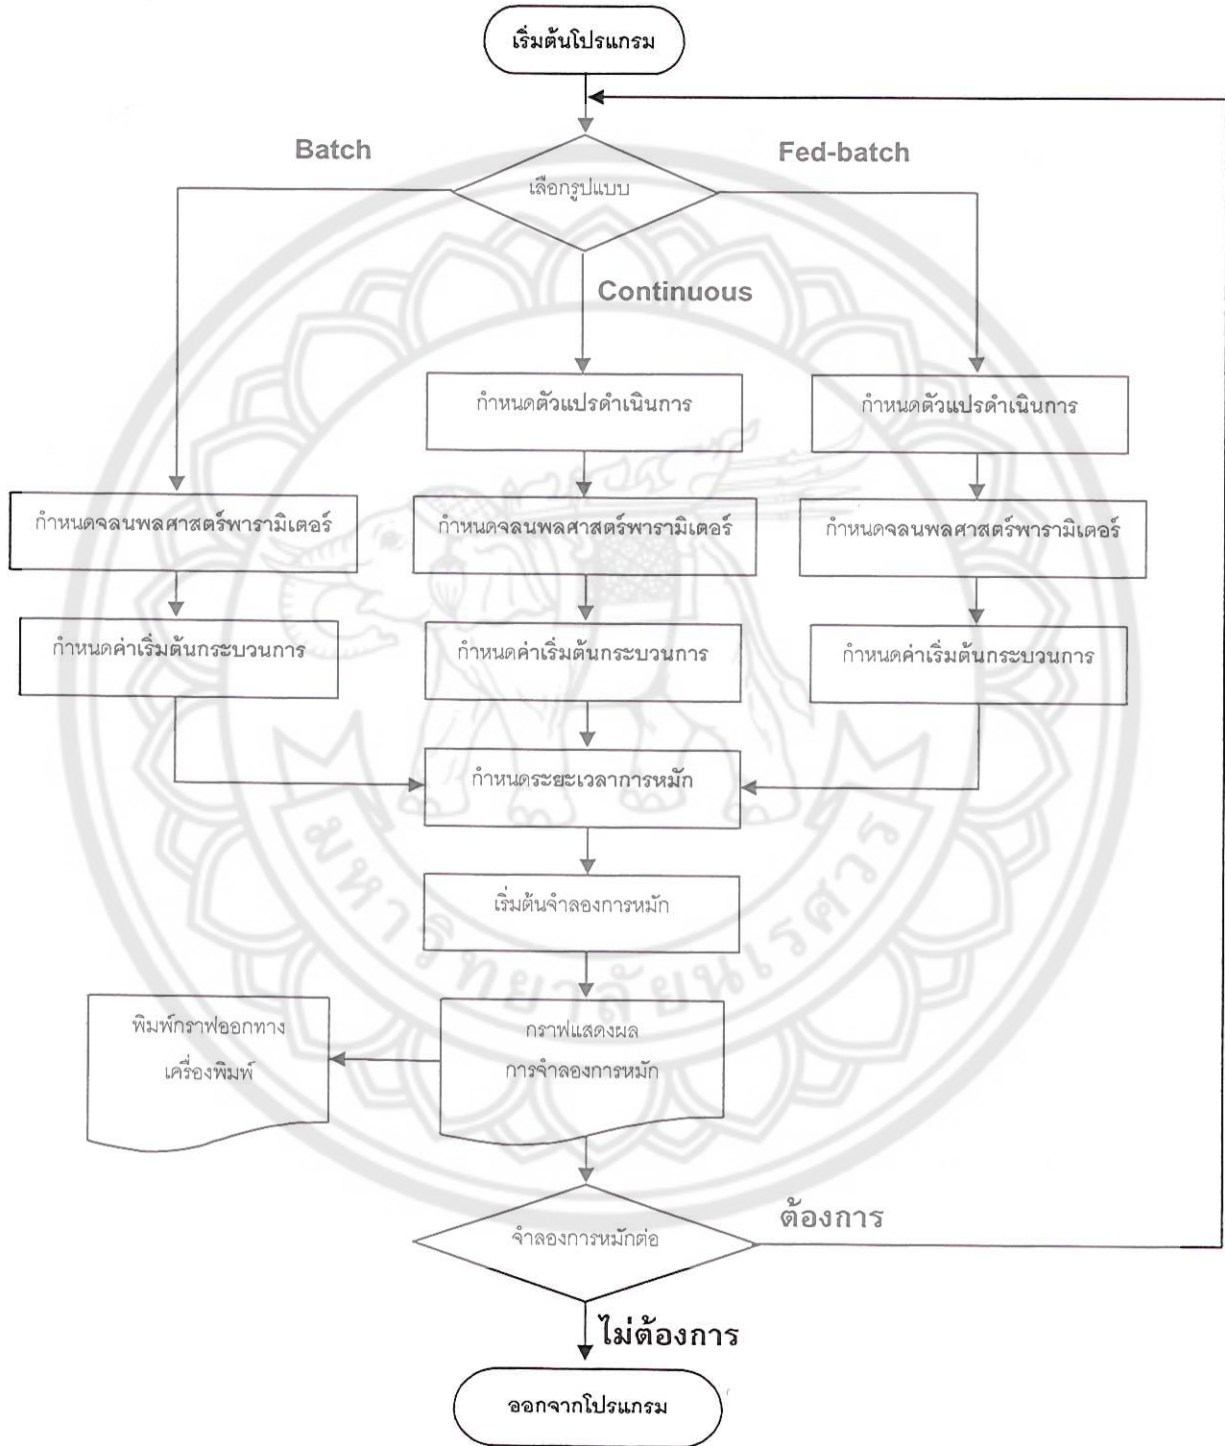 เริ่มต้นโปรแกรม
Batch
Fed-batch
เลือกรูปแบบ
Continuous
กำหนดตัวแปรดำเนินการ
กำหนดตัวแปรดำเนินการ
กำหนดจลนพลศาสตร์พารามิเตอร์
กำหนดจลนพลศาสตร์พารามิเตอร์
กำหนดจลนพลศาสตร์พารามิเตอร์
กำหนดค่าเริ่มต้นกระบวนการ
กำหนดค่าเริ่มต้นกระบวนการ
กำหนดค่าเริ่มต้นกระบวนการ
กำหนดระยะเวลาการหมัก
เริ่มต้นจำลองการหมัก
มหาวิทยาลัยนเรศวร
พิมพ์กราฟออกทาง
เครื่องพิมพ์
กราฟแสดงผล
การจำลองการหมัก
จำลองการหมักต่อ
ต้องการ
ไม่ต้องการ
ออกจากโปรแกรม